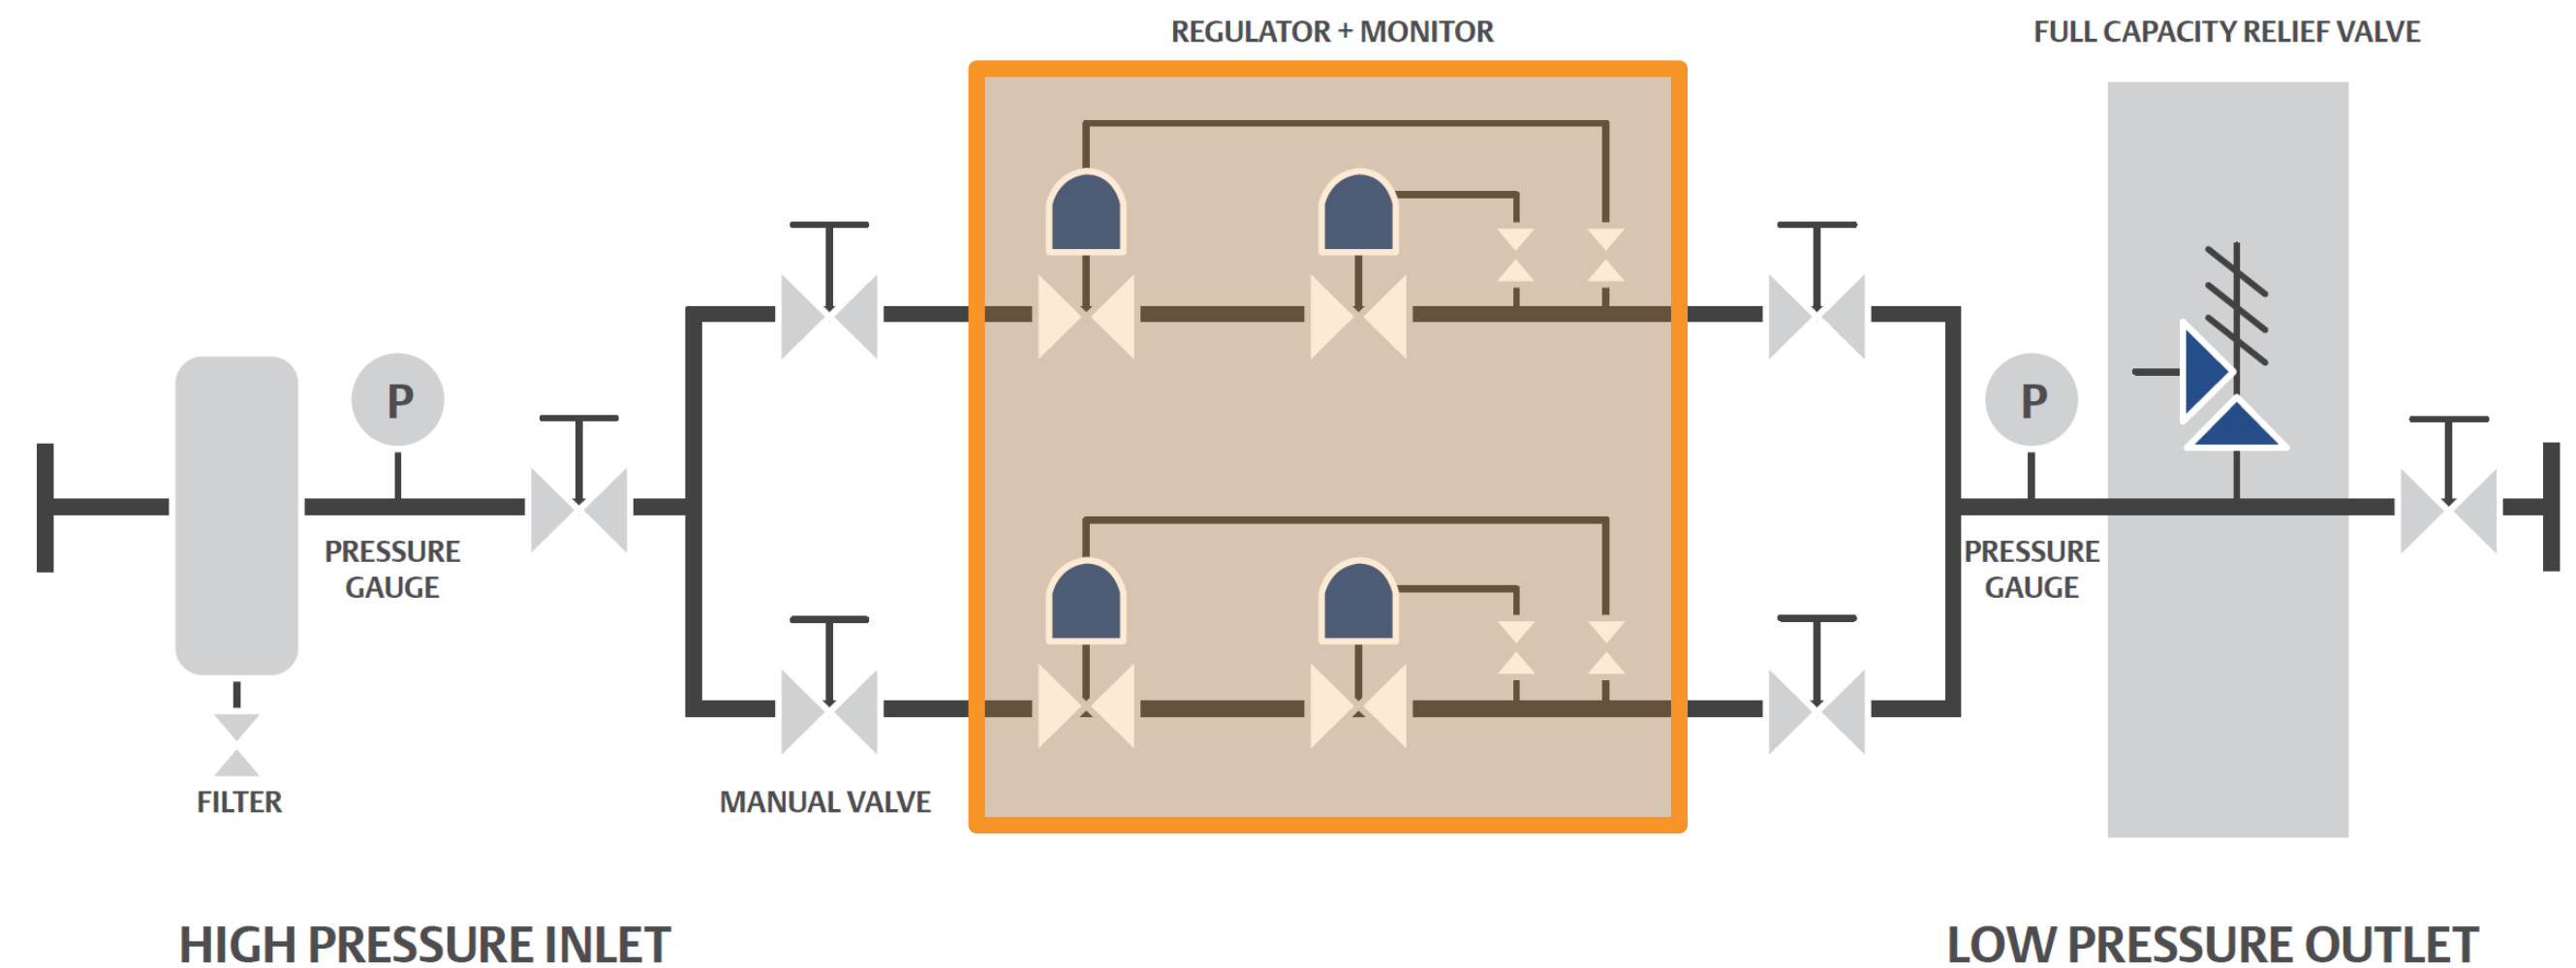 REGULATOR + MONITOR
FULL CAPACITY RELIEF VALVE
P
P
PRESSURE
GAUGE
PRESSURE
GAUGE
FILTER
MANUAL VALVE
HIGH PRESSURE INLET
LOW PRESSURE OUTLET